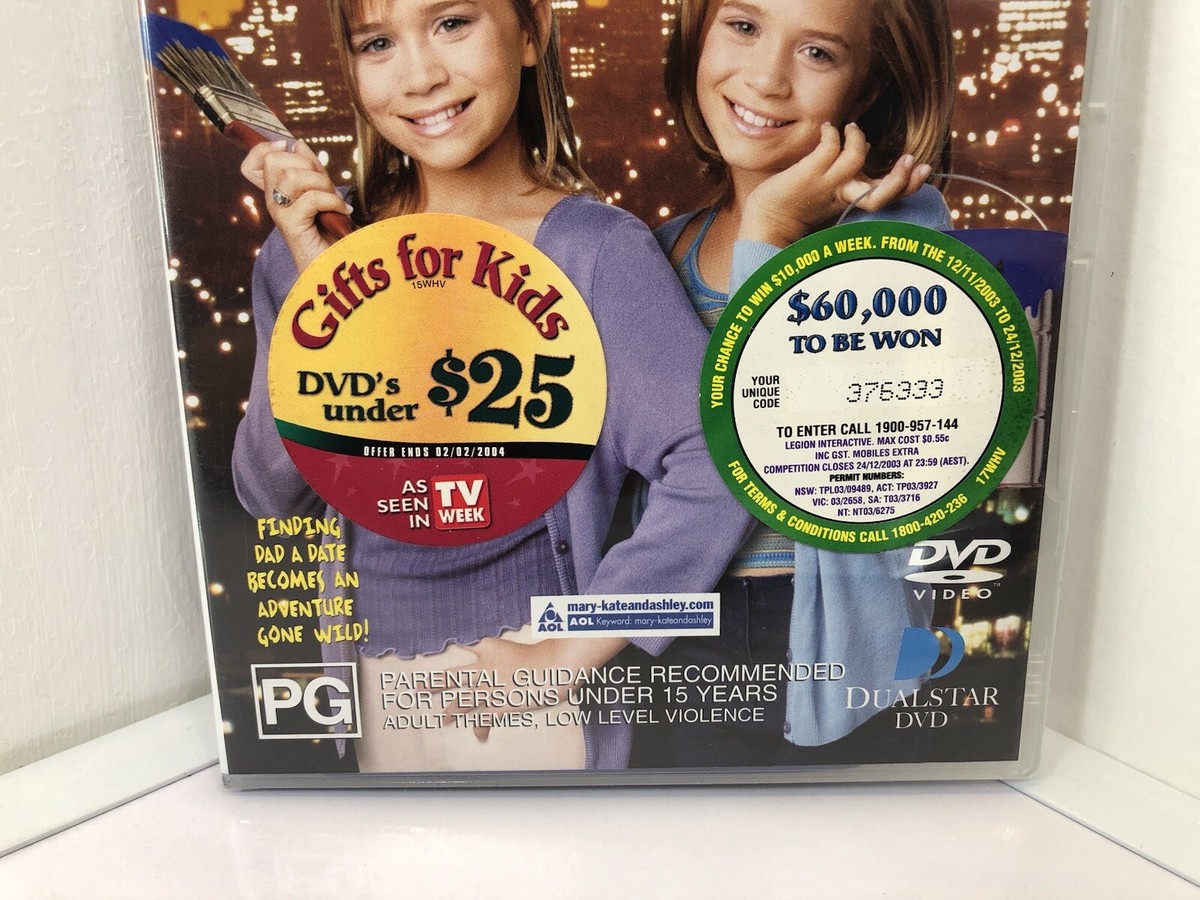 Gifts for Kids
15WHV
DVD's under $25
OFFER ENDS 02/02/2004
AS SEEN IN TV WEEK
YOUR CHANCE TO WIN $10,000 A WEEK. FROM THE 12/11/2003 TO 24/12/2003
$60,000
TO BE WON
YOUR UNIQUE CODE 376333
TO ENTER CALL 1900-957-144
LEGION INTERACTIVE. MAX COST $0.55c
INC GST. MOBILES EXTRA
COMPETITION CLOSES 24/12/2003 AT 23:59 (AEST).
PERMIT NUMBERS:
NSW: TPL03/09489, ACT: TP03/3927
VIC: 03/2658, SA: T03/3716
NT: NT03/6275
FOR TERMS & CONDITIONS CALL 1800-420-236 17WHV
FINDING
DAD A DATE
BECOMES AN
ADVENTURE
GONE WILD!
AOL
mary-kateandashley.com
AOL Keyword: mary-kateandashley
DVD
VIDEO
PG
PARENTAL GUIDANCE RECOMMENDED
FOR PERSONS UNDER 15 YEARS
ADULT THEMES, LOW LEVEL VIOLENCE
DUALSTAR
DVD